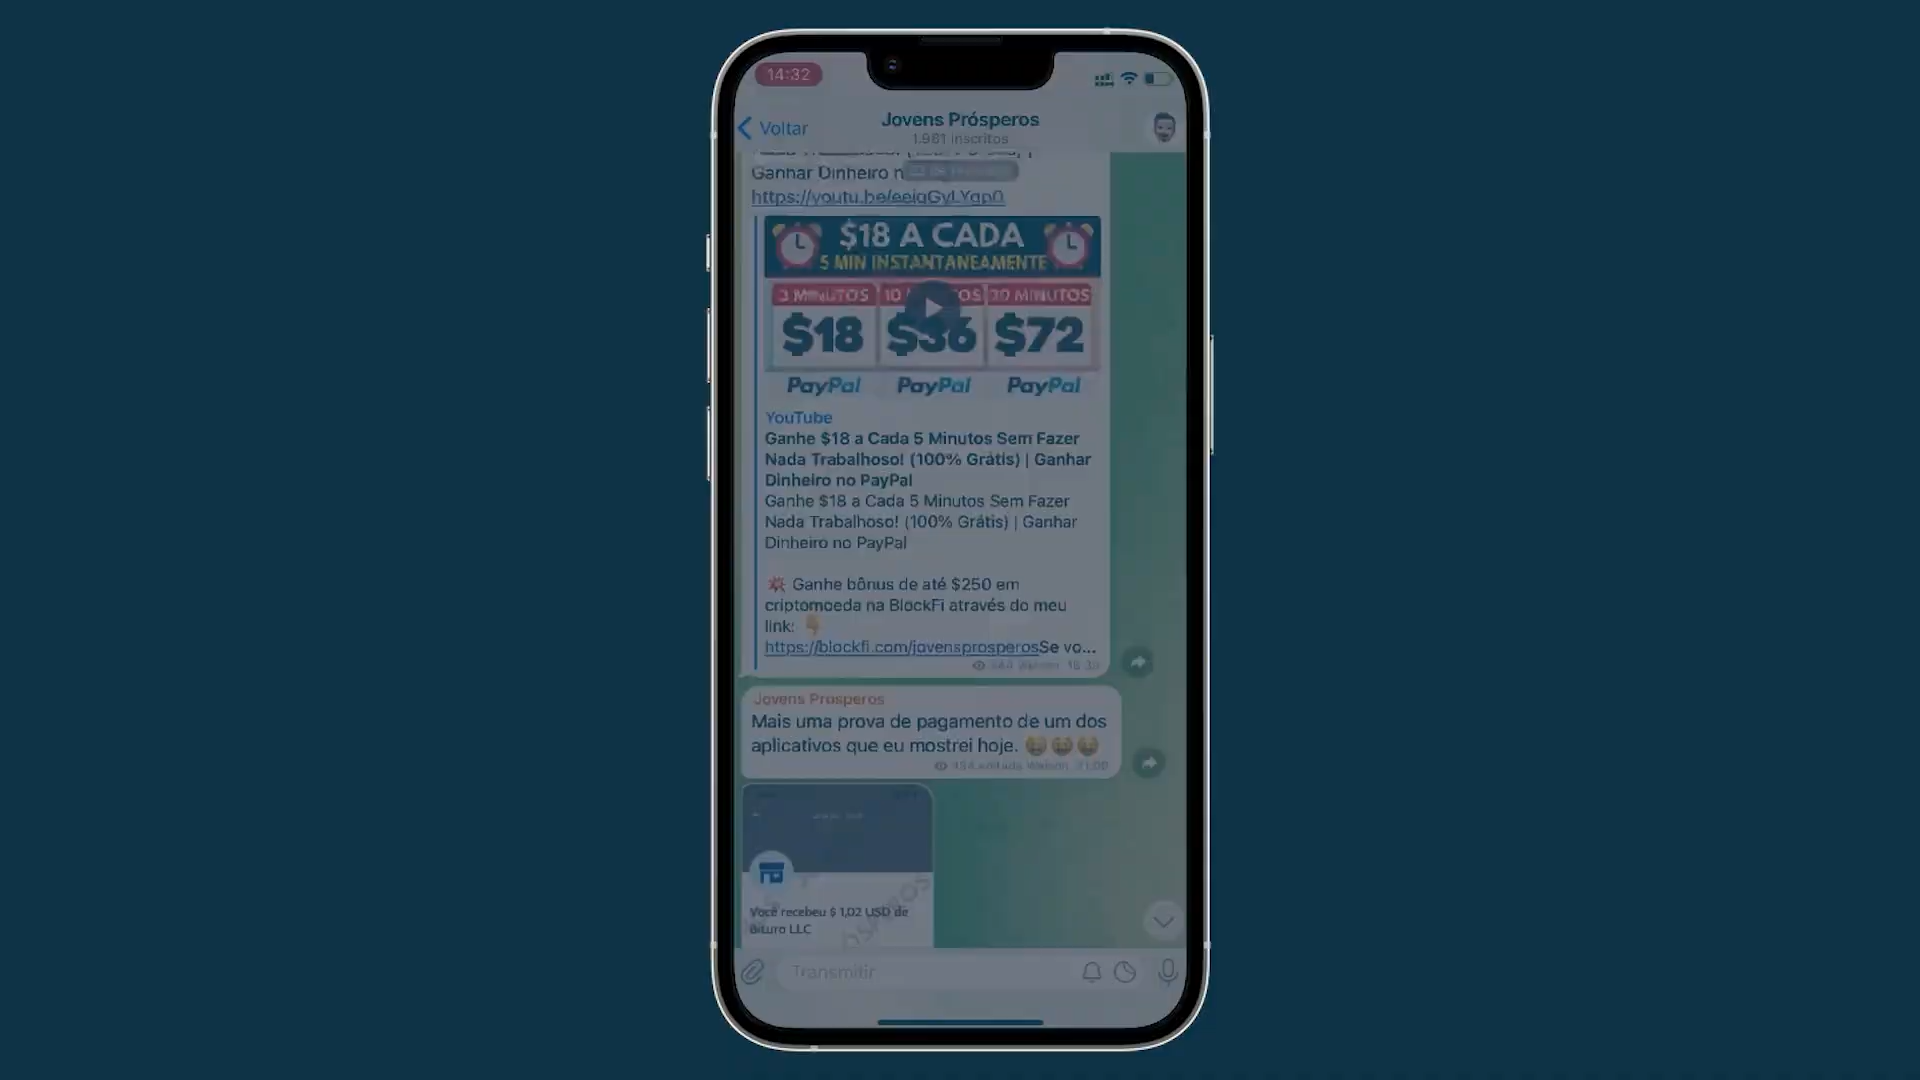 14:32
Voltar
Jovens Prósperos
1.981 inscritos
Ganhar Dinheiro n
https://youtu.be/eeiqGyLYqp0
$18 A CADA
5 MIN INSTANTANEAMENTE
3 MINUTOS
$18
$36
20 MINUTOS
$72
PayPal PayPal PayPal
YouTube
Ganhe $18 a Cada 5 Minutos Sem Fazer
Nada Trabalhoso! (100% Grátis) | Ganhar
Dinheiro no PayPal
Ganhe $18 a Cada 5 Minutos Sem Fazer
Nada Trabalhoso! (100% Grátis) | Ganhar
Dinheiro no PayPal
💥 Ganhe bônus de até $250 em
criptomoeda na BlockFi através do meu
link: 👇
https://blockfi.com/jovensprosperosSe vo...
Jovens Prosperos
Mais uma prova de pagamento de um dos
aplicativos que eu mostrei hoje.
Você recebeu $ 1,02 USD de
Bituro LLC
Transmitir